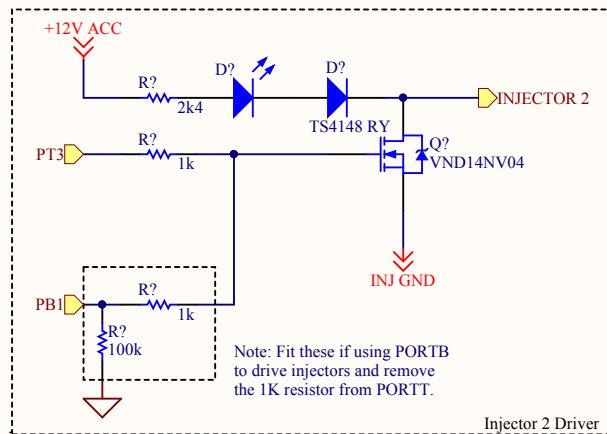 +12V ACC
D?
D?
R?
2k4
TS4148 RY
INJECTOR 2
PT3
R?
1k
Q?
VND14NV04
INJ GND
PB1
R?
1k
R?
100k
Note: Fit these if using PORTB
to drive injectors and remove
the 1K resistor from PORTT.
Injector 2 Driver